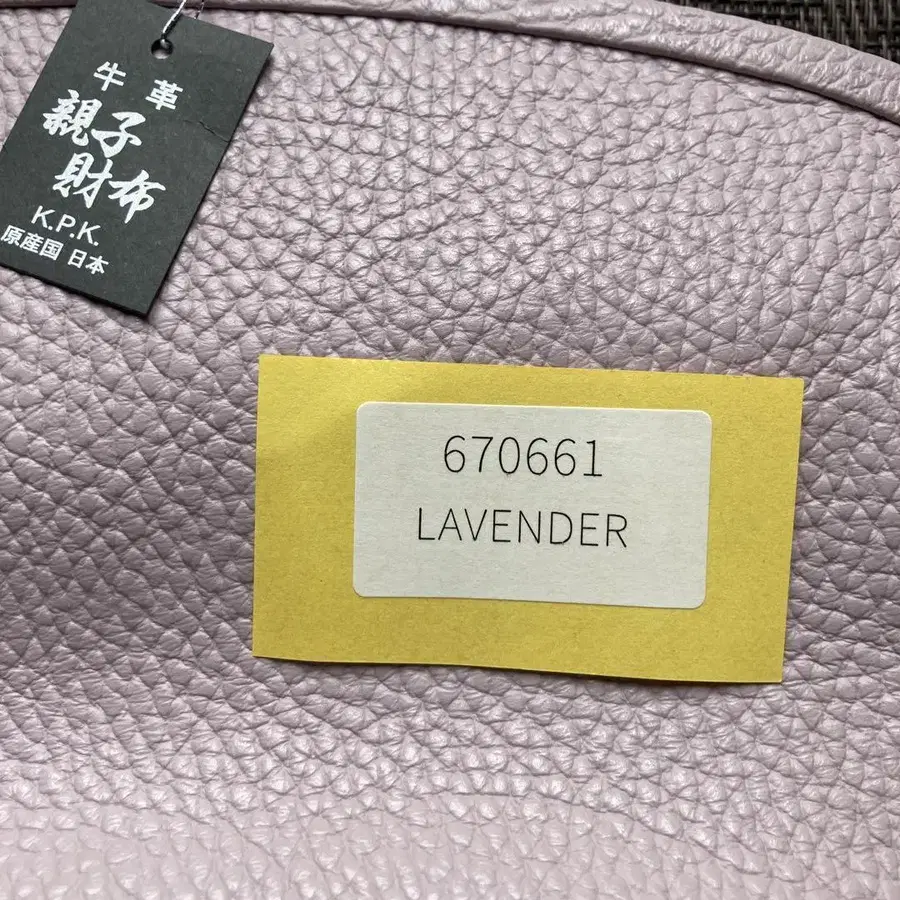 牛革
親子
財布
K.P.K.
原産国 日本
670661
LAVENDER